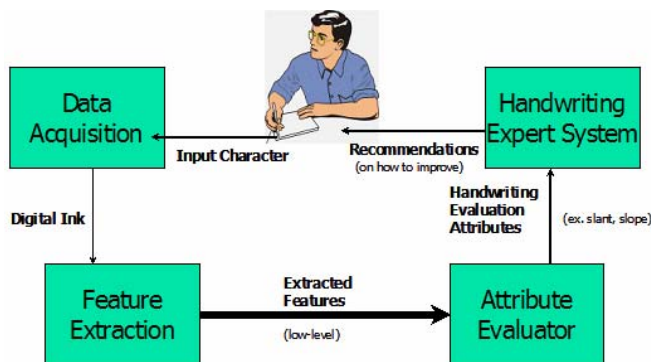 Data
Acquisition
Handwriting
Expert System
Input Character
Recommendations
(on how to improve)
Digital Ink
Handwriting
Evaluation
Attributes
(ex. slant, slope)
Feature
Extraction
Extracted
Features
(low-level)
Attribute
Evaluator